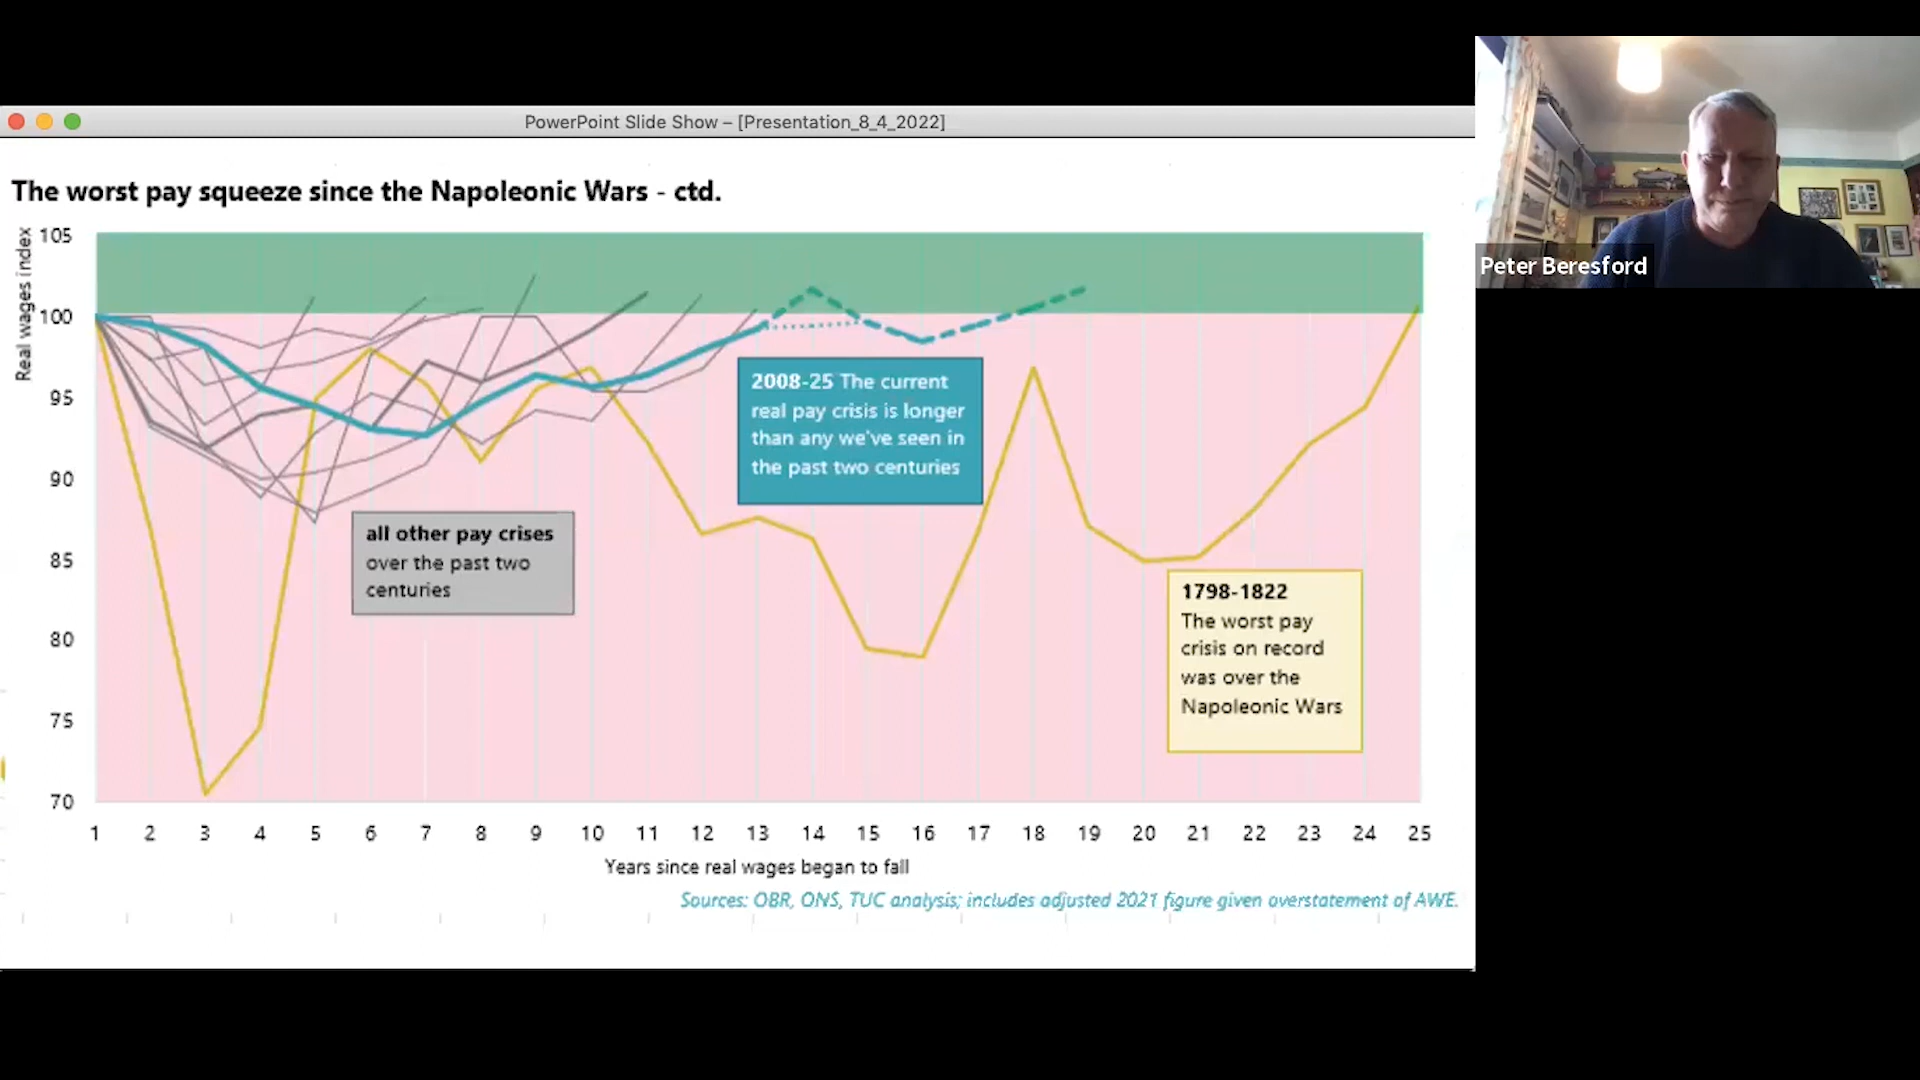 PowerPoint Slide Show – [Presentation_8_4_2022]
Peter Beresford
The worst pay squeeze since the Napoleonic Wars - ctd.
Real wages index
105
100
95
90
85
80
75
70
2008-25 The current
real pay crisis is longer
than any we've seen in
the past two centuries
all other pay crises
over the past two
centuries
1798-1822
The worst pay
crisis on record
was over the
Napoleonic Wars
1 2 3 4 5 6 7 8 9 10 11 12 13 14 15 16 17 18 19 20 21 22 23 24 25
Years since real wages began to fall
Sources: OBR, ONS, TUC analysis; includes adjusted 2021 figure given overstatement of AWE.